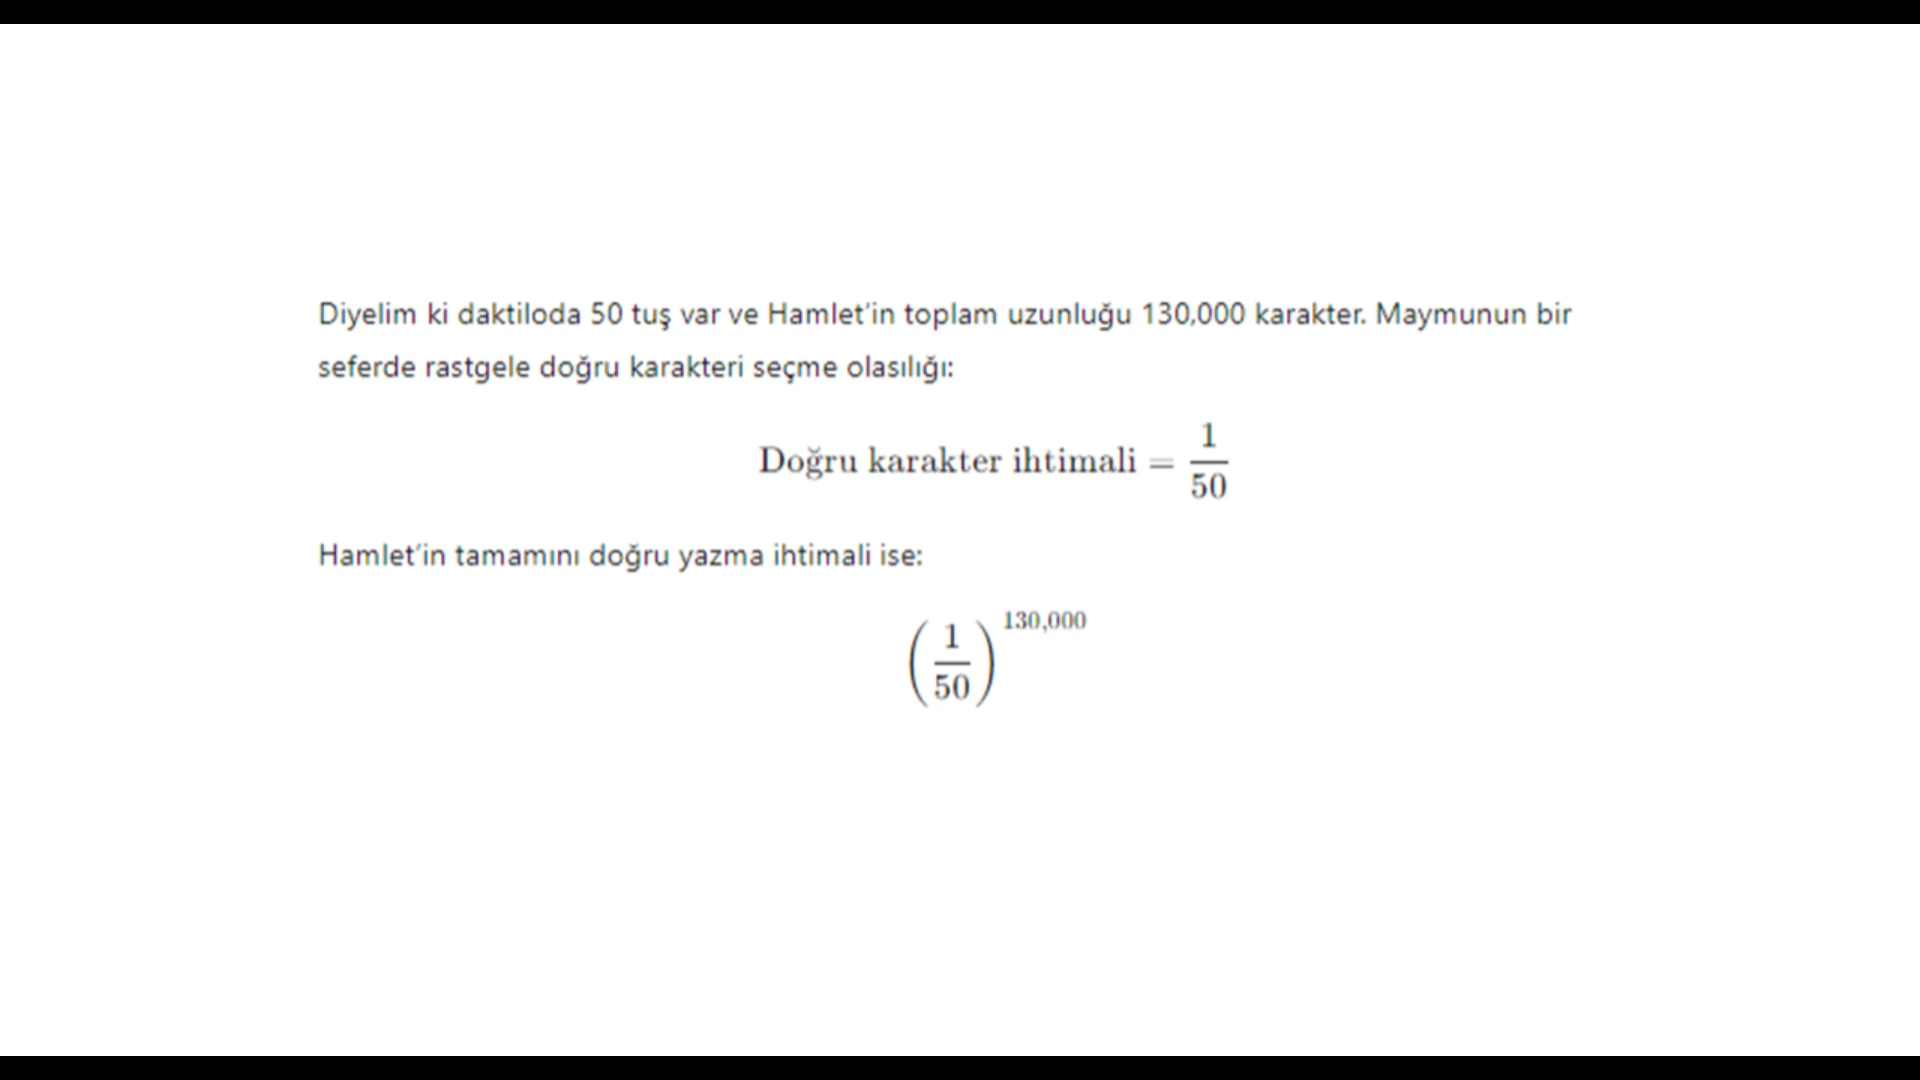 Diyelim ki daktiloda 50 tuş var ve Hamlet'in toplam uzunluğu 130,000 karakter. Maymunun bir
seferde rastgele doğru karakteri seçme olasılığı:
Doğru karakter ihtimali = 1/50
Hamlet'in tamamını doğru yazma ihtimali ise:
(1/50)^130,000